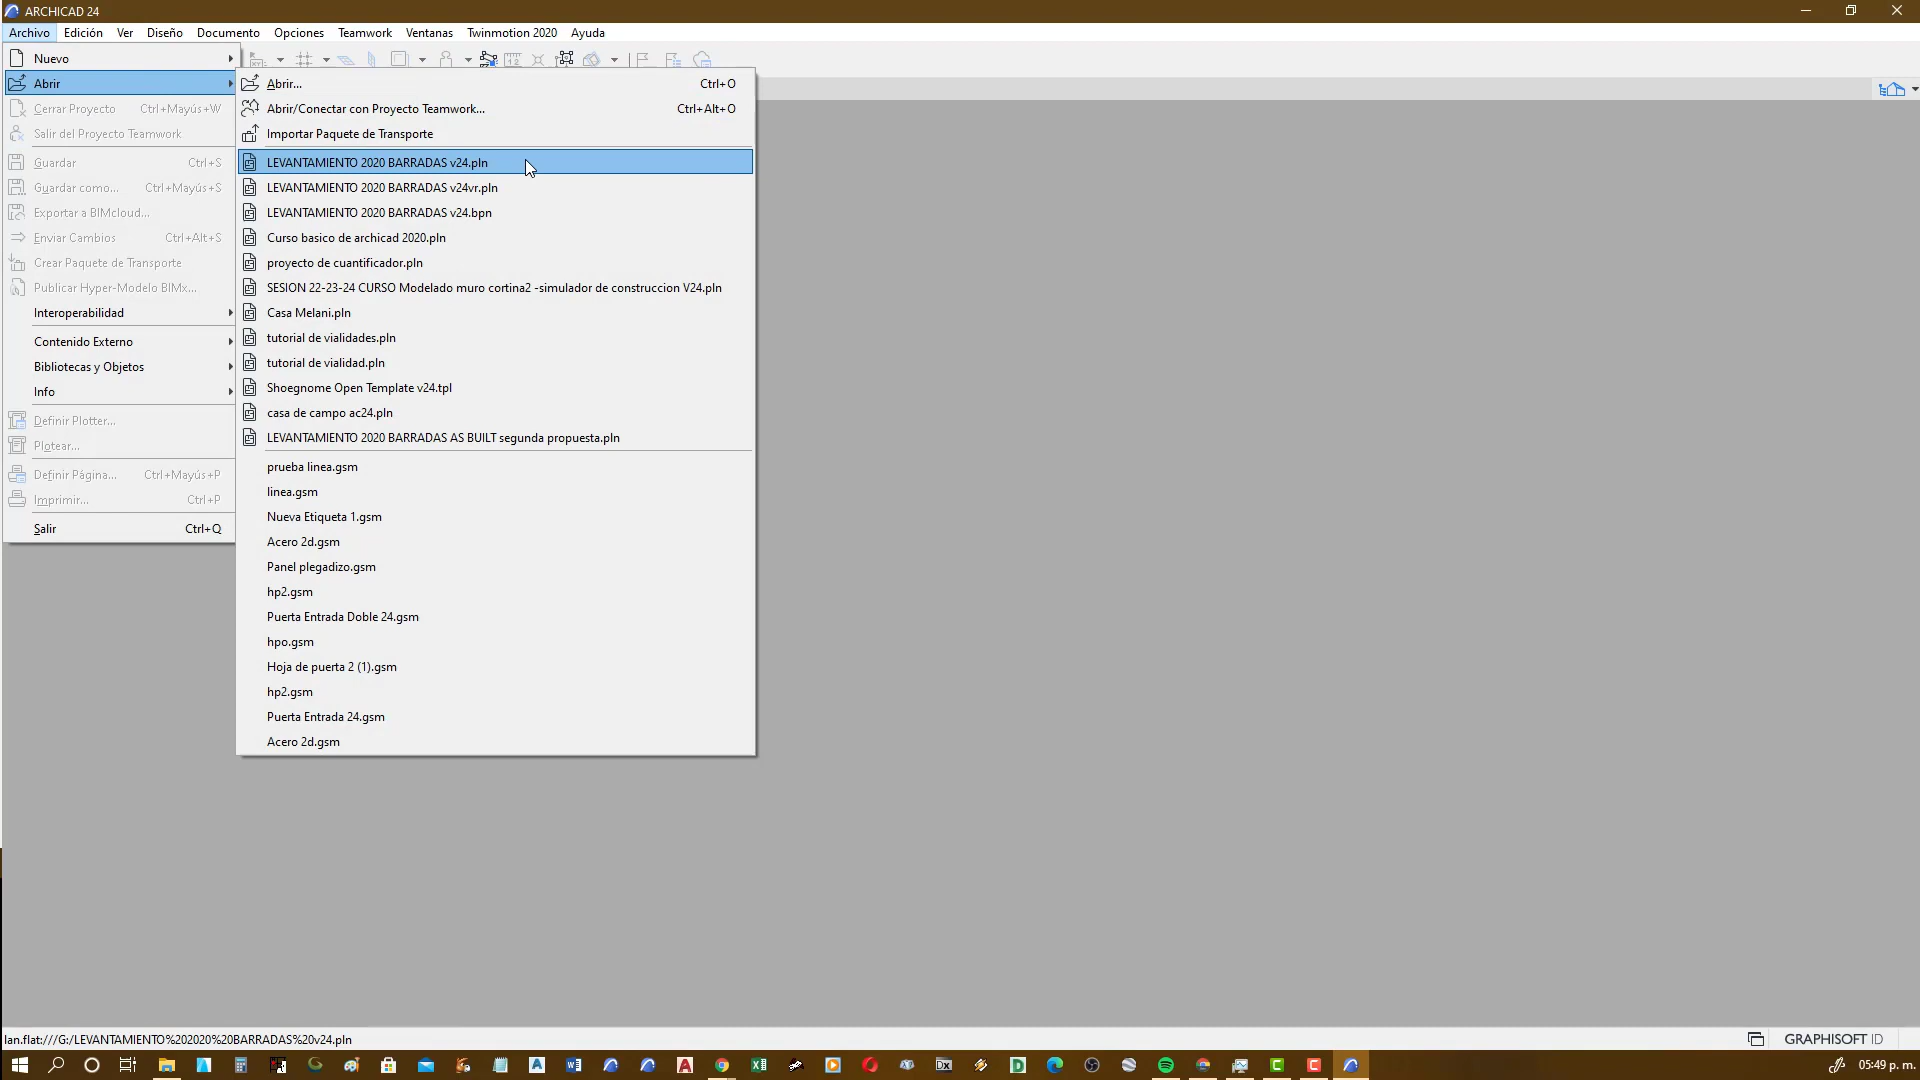 ARCHICAD 24
Archivo Edición Ver Diseño Documento Opciones Teamwork Ventanas Twinmotion 2020 Ayuda
Nuevo
Abrir
Cerrar Proyecto Ctrl+Mayús+W
Salir del Proyecto Teamwork
Guardar Ctrl+S
Guardar como... Ctrl+Mayús+S
Exportar a BIMcloud...
Enviar Cambios Ctrl+Alt+S
Crear Paquete de Transporte
Publicar Hyper-Modelo BIMx...
Interoperabilidad
Contenido Externo
Bibliotecas y Objetos
Info
Definir Plotter...
Plotear...
Definir Página... Ctrl+Mayús+P
Imprimir... Ctrl+P
Salir Ctrl+Q
Abrir... Ctrl+O
Abrir/Conectar con Proyecto Teamwork... Ctrl+Alt+O
Importar Paquete de Transporte
LEVANTAMIENTO 2020 BARRADAS v24.pln
LEVANTAMIENTO 2020 BARRADAS v24vr.pln
LEVANTAMIENTO 2020 BARRADAS v24.bpn
Curso basico de archicad 2020.pln
proyecto de cuantificador.pln
SESION 22-23-24 CURSO Modelado muro cortina2 -simulador de construccion V24.pln
Casa Melani.pln
tutorial de vialidades.pln
tutorial de vialidad.pln
Shoegnome Open Template v24.tpl
casa de campo ac24.pln
LEVANTAMIENTO 2020 BARRADAS AS BUILT segunda propuesta.pln
prueba linea.gsm
linea.gsm
Nueva Etiqueta 1.gsm
Acero 2d.gsm
Panel plegadizo.gsm
hp2.gsm
Puerta Entrada Doble 24.gsm
hpo.gsm
Hoja de puerta 2 (1).gsm
hp2.gsm
Puerta Entrada 24.gsm
Acero 2d.gsm
lan.flat:///G:/LEVANTAMIENTO%202020%20BARRADAS%20v24.pln
GRAPHISOFT ID
05:49 p. m.